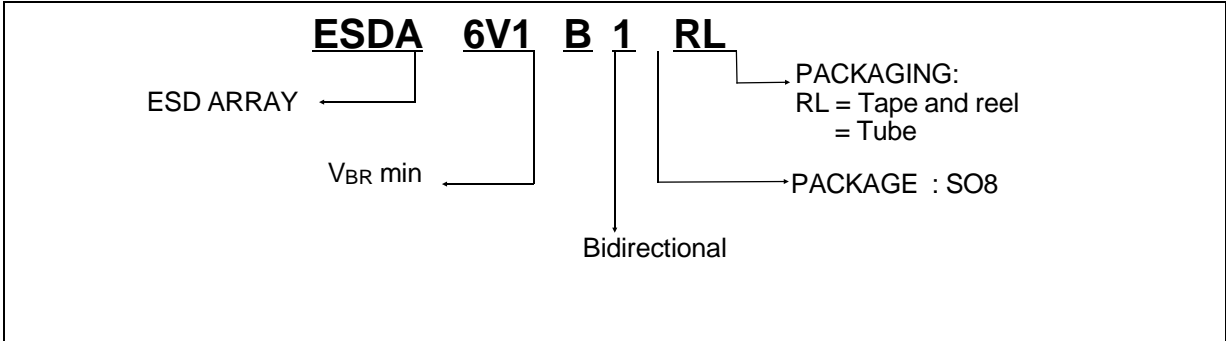 ESDA 6V1 B 1 RL
PACKAGING:
ESD ARRAY
RL = Tape and reel
= Tube
VBR min
PACKAGE : SO8
Bidirectional